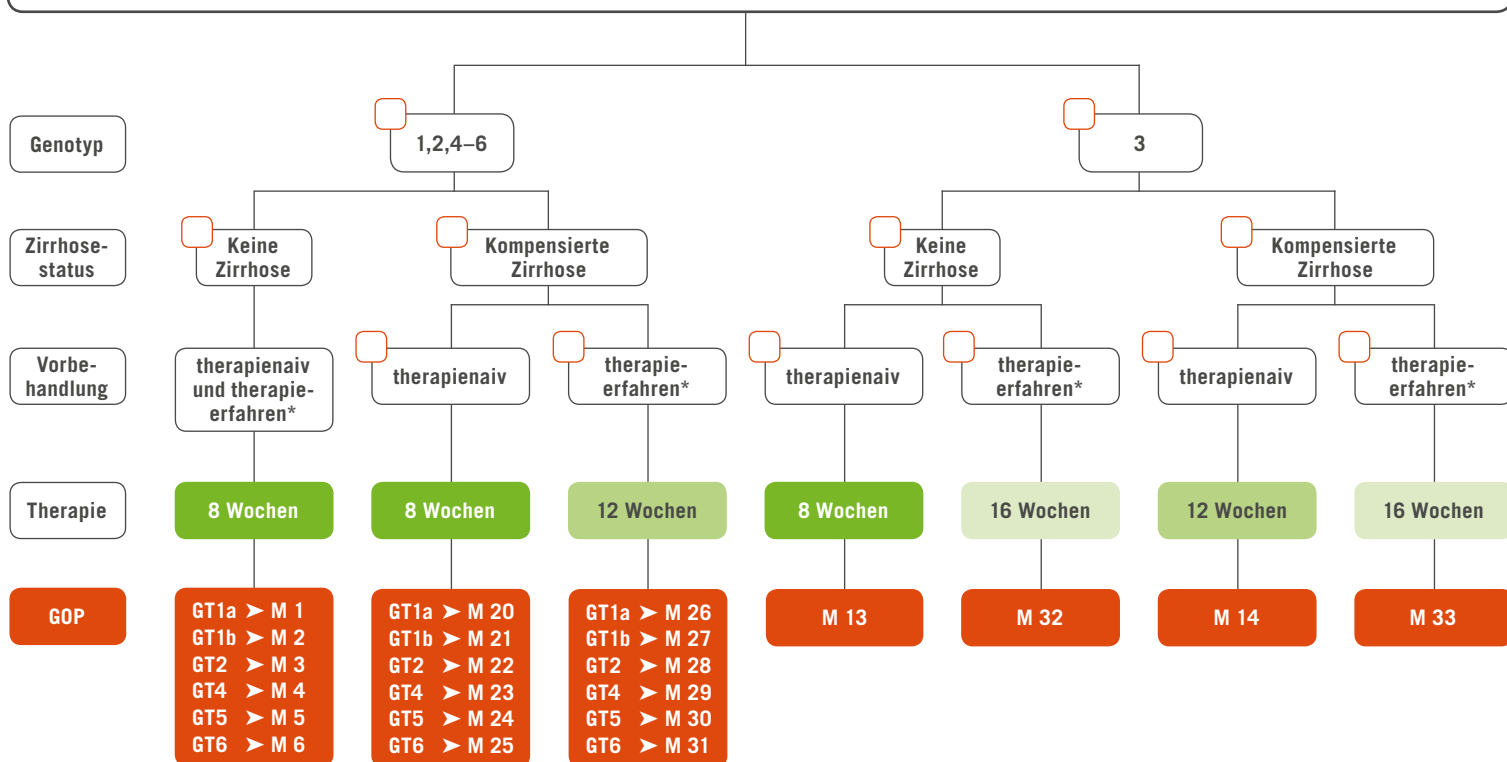 Genotyp
1,2,4–6
3
Zirrhose-
status
Keine
Zirrhose
Kompensierte
Zirrhose
Keine
Zirrhose
Kompensierte
Zirrhose
Vorbe-
handlung
therapienaiv
und therapie-
erfahren*
therapienaiv
therapie-
erfahren*
therapienaiv
therapie-
erfahren*
therapienaiv
therapie-
erfahren*
Therapie
8 Wochen
8 Wochen
12 Wochen
8 Wochen
16 Wochen
12 Wochen
16 Wochen
GOP
GT1a ➤ M 1
GT1b ➤ M 2
GT2 ➤ M 3
GT4 ➤ M 4
GT5 ➤ M 5
GT6 ➤ M 6
GT1a ➤ M 20
GT1b ➤ M 21
GT2 ➤ M 22
GT4 ➤ M 23
GT5 ➤ M 24
GT6 ➤ M 25
GT1a ➤ M 26
GT1b ➤ M 27
GT2 ➤ M 28
GT4 ➤ M 29
GT5 ➤ M 30
GT6 ➤ M 31
M 13
M 32
M 14
M 33